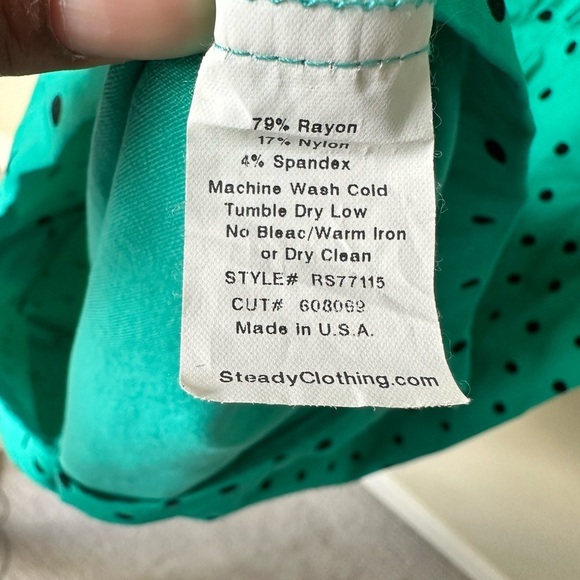 79% Rayon
17% Nylon
4% Spandex
Machine Wash Cold
Tumble Dry Low
No Bleac/Warm Iron
or Dry Clean
STYLE# RS77115
CUT# 608069
Made in U.S.A.
SteadyClothing.com